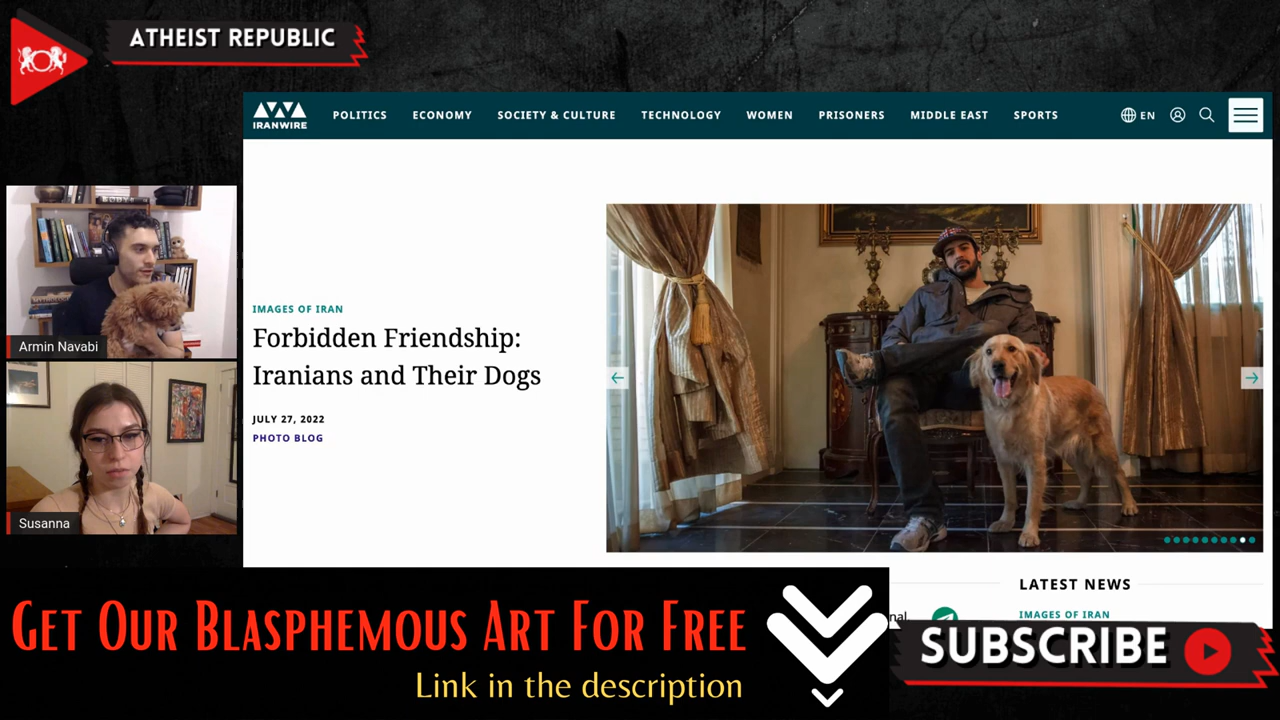 ATHEIST REPUBLIC
IRANWIRE
POLITICS ECONOMY SOCIETY & CULTURE TECHNOLOGY WOMEN PRISONERS MIDDLE EAST SPORTS EN
Armin Navabi
Susanna
IMAGES OF IRAN
Forbidden Friendship:
Iranians and Their Dogs
JULY 27, 2022
PHOTO BLOG
LATEST NEWS
IMAGES OF IRAN
GET OUR BLASPHEMOUS ART FOR FREE
Link in the description
SUBSCRIBE